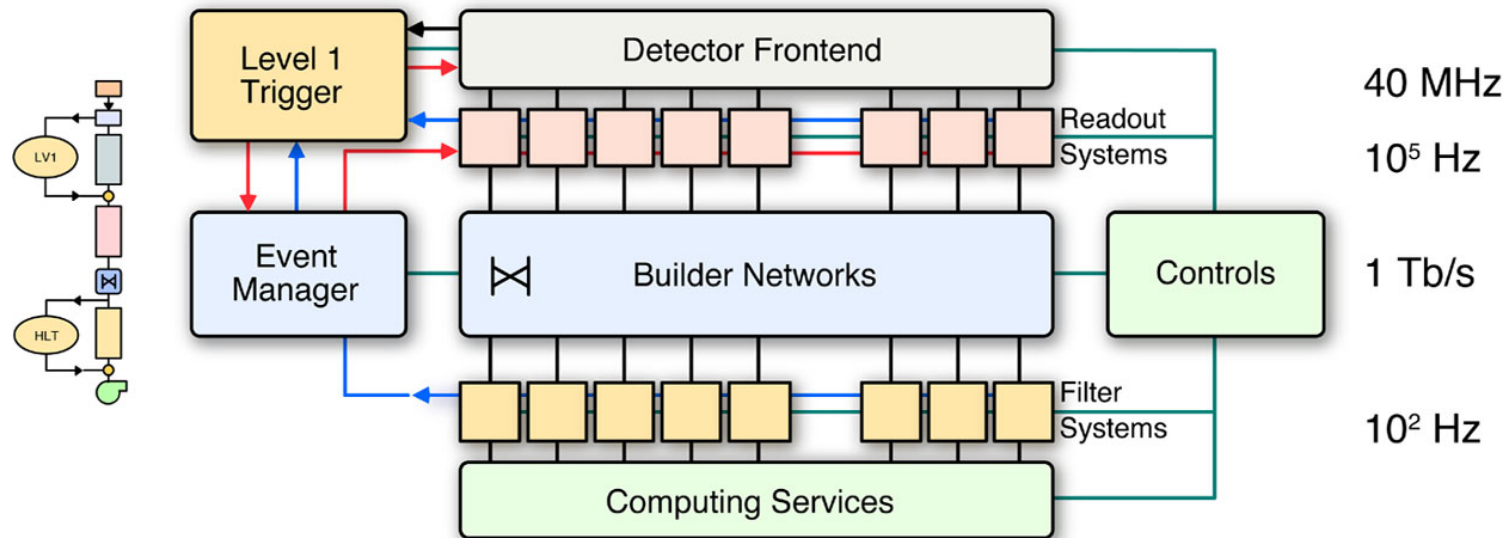 Level 1
Trigger
Detector Frontend
40 MHz
LV1
Readout
Systems
10⁵ Hz
Event
Manager
Builder Networks
Controls
1 Tb/s
HLT
Filter
Systems
10² Hz
Computing Services